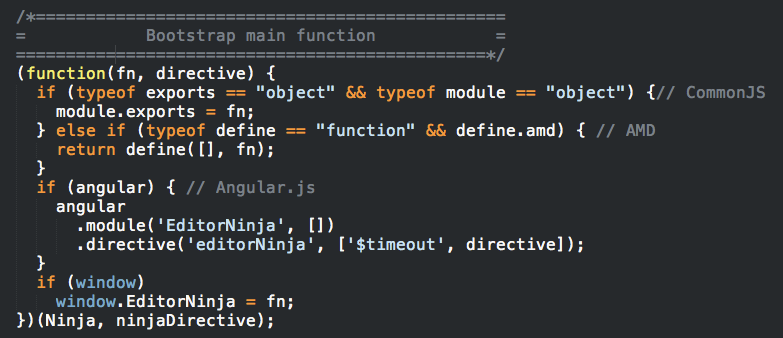 /*===============================================
=            Bootstrap main function            =
===============================================*/
(function(fn, directive) {
  if (typeof exports == "object" && typeof module == "object") {// CommonJS
    module.exports = fn;
  } else if (typeof define == "function" && define.amd) { // AMD
    return define([], fn);
  }
  if (angular) { // Angular.js
    angular
      .module('EditorNinja', [])
      .directive('editorNinja', ['$timeout', directive]);
  }
  if (window)
    window.EditorNinja = fn;
})(Ninja, ninjaDirective);